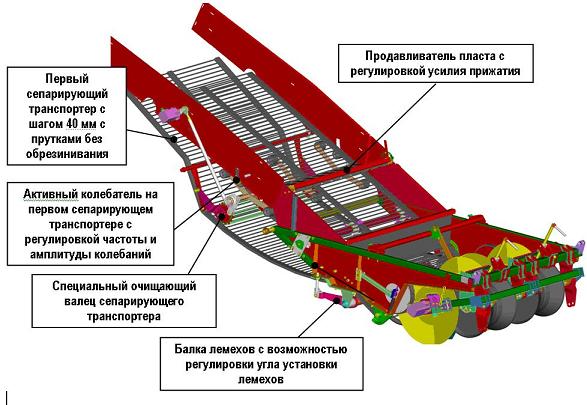 Продавливатель пласта с
регулировкой усилия прижатия
Первый
сепарирующий
транспортер с
шагом 40 мм с
прутками без
обрезинивания
Активный колебатель на
первом сепарирующем
транспортере с
регулировкой частоты и
амплитуды колебаний
Специальный очищающий
валец сепарирующего
транспортера
Балка лемехов с возможностью
регулировки угла установки
лемехов